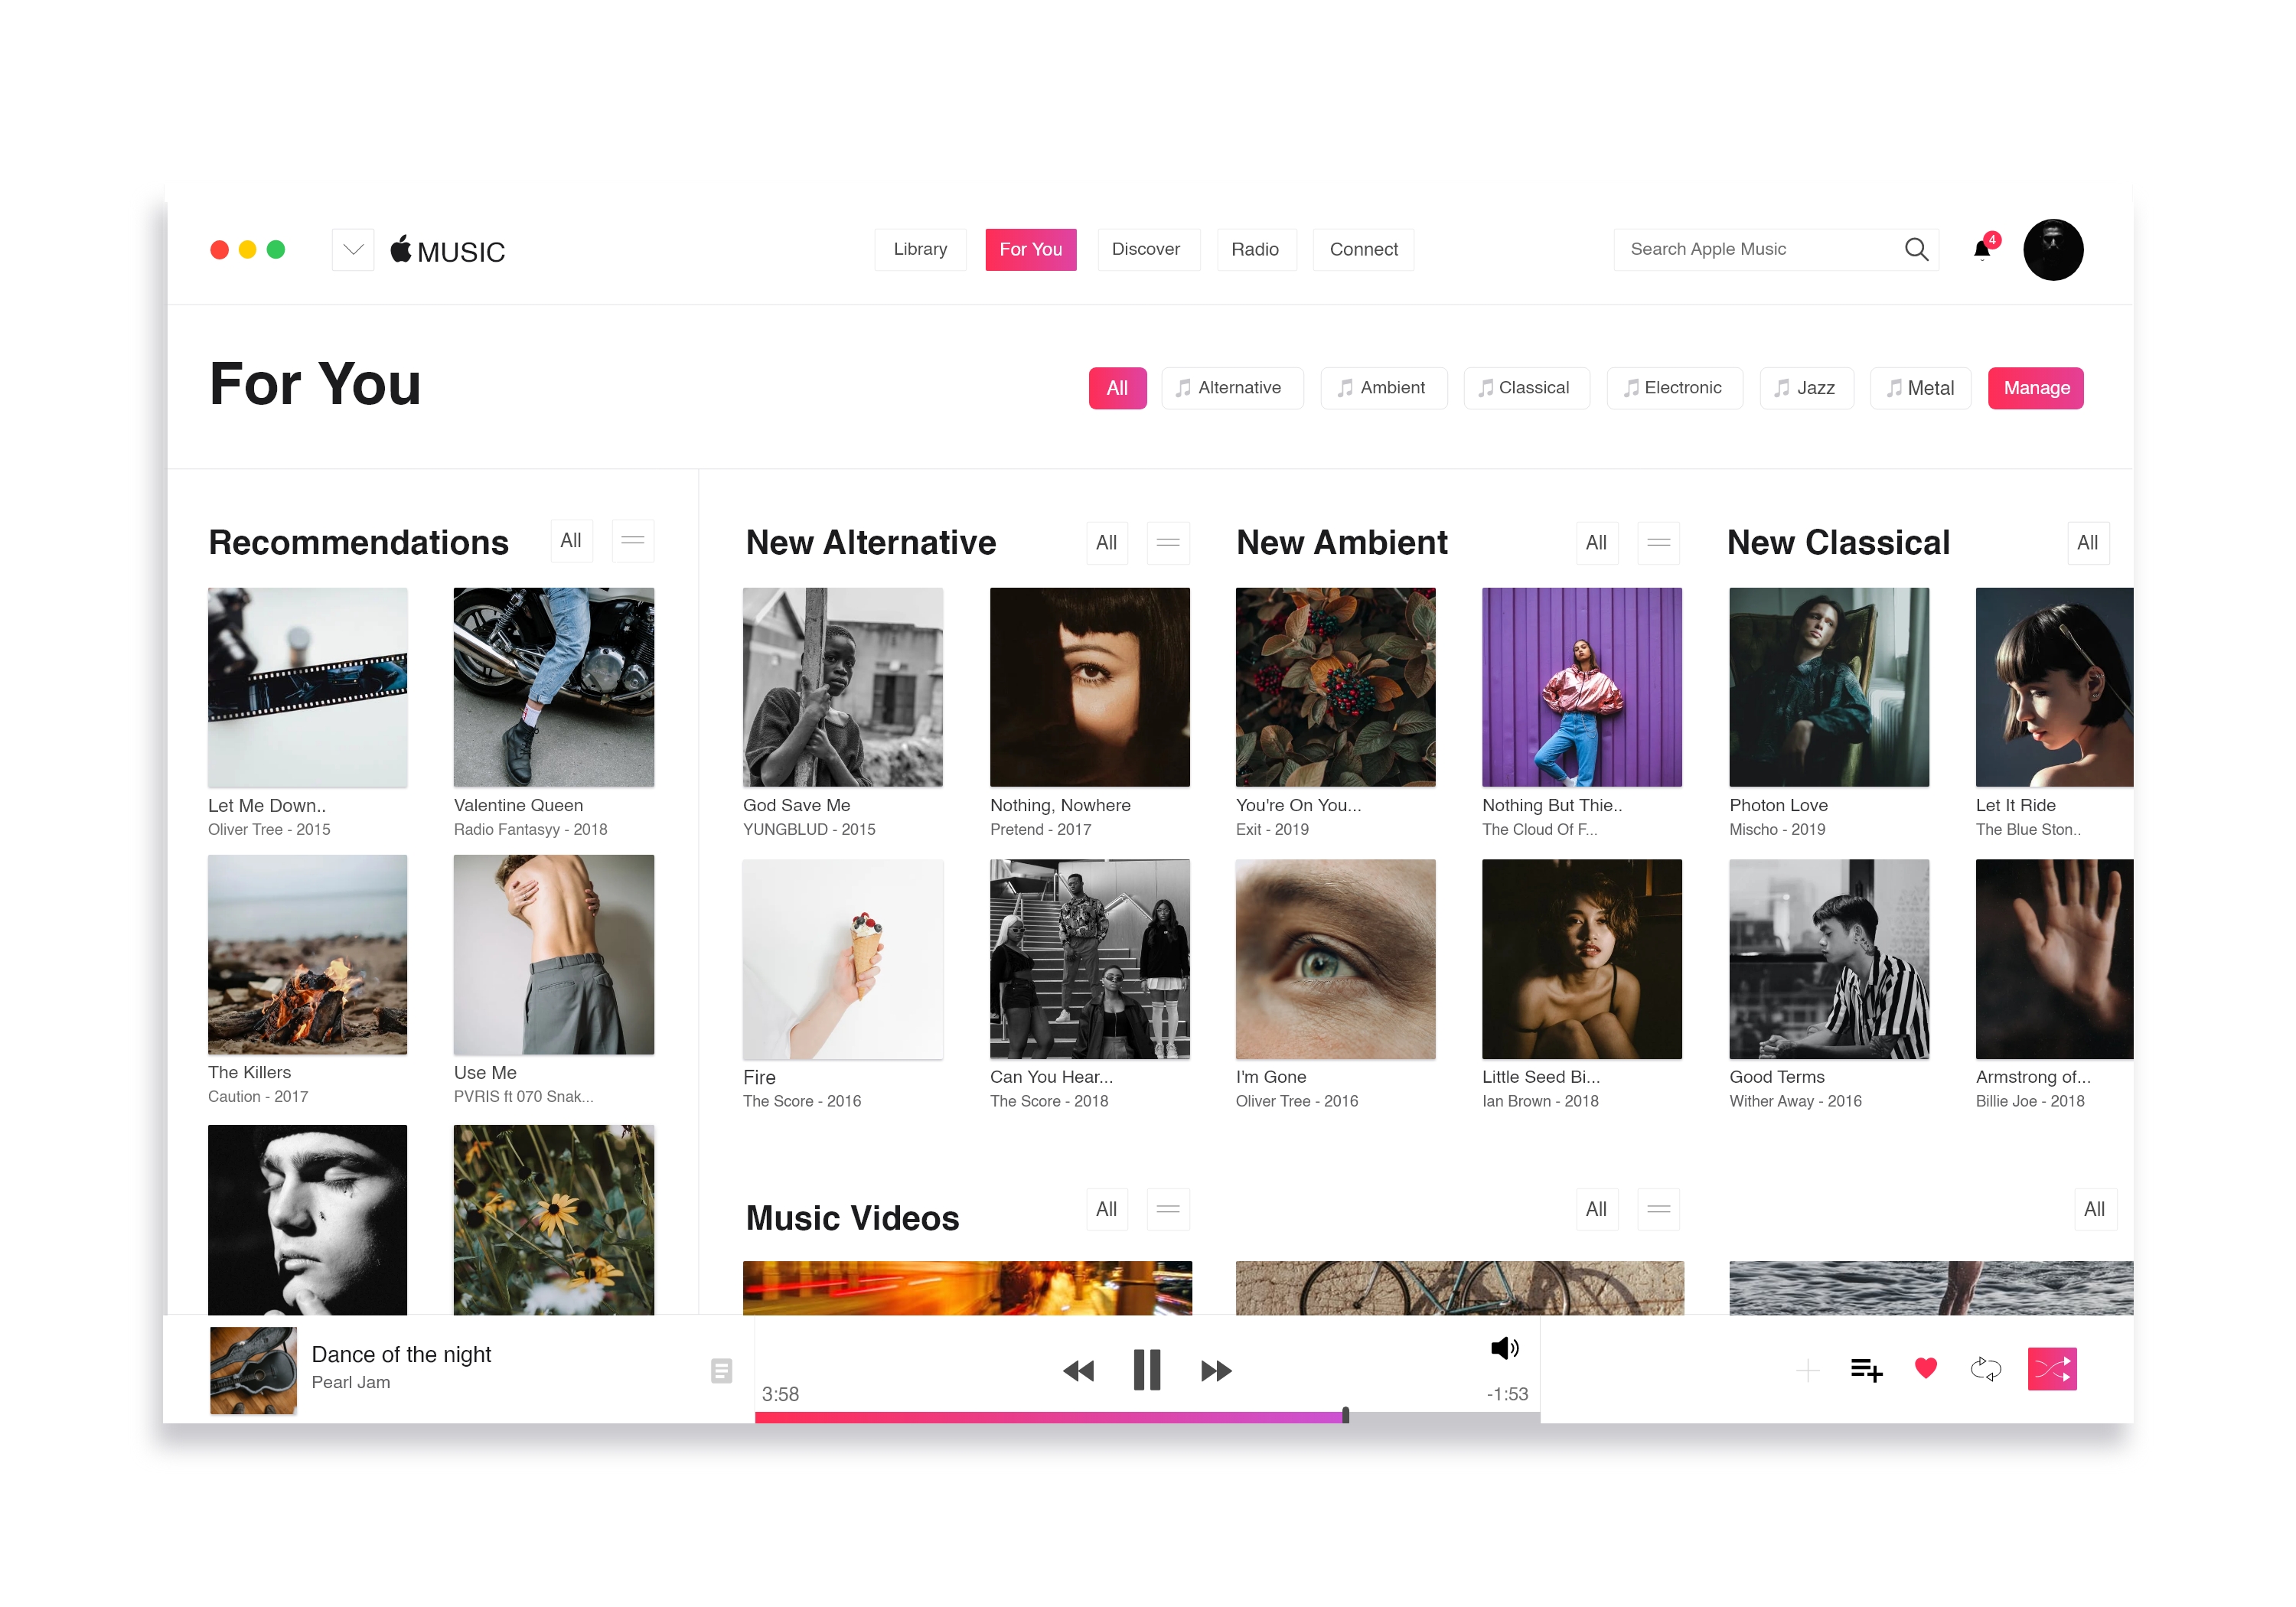 MUSIC
Library
For You
Discover
Radio
Connect
Search Apple Music
4
For You
All
Alternative
Ambient
Classical
Electronic
Jazz
Metal
Manage
Recommendations
All
Let Me Down..
Oliver Tree - 2015
Valentine Queen
Radio Fantasyy - 2018
The Killers
Caution - 2017
Use Me
PVRIS ft 070 Snak...
New Alternative
All
God Save Me
YUNGBLUD - 2015
Nothing, Nowhere
Pretend - 2017
Fire
The Score - 2016
Can You Hear...
The Score - 2018
New Ambient
All
You're On You...
Exit - 2019
Nothing But Thie..
The Cloud Of F...
I'm Gone
Oliver Tree - 2016
Little Seed Bi...
Ian Brown - 2018
New Classical
All
Photon Love
Mischo - 2019
Let It Ride
The Blue Ston..
Good Terms
Wither Away - 2016
Armstrong of...
Billie Joe - 2018
Music Videos
All
All
All
Dance of the night
Pearl Jam
3:58
-1:53